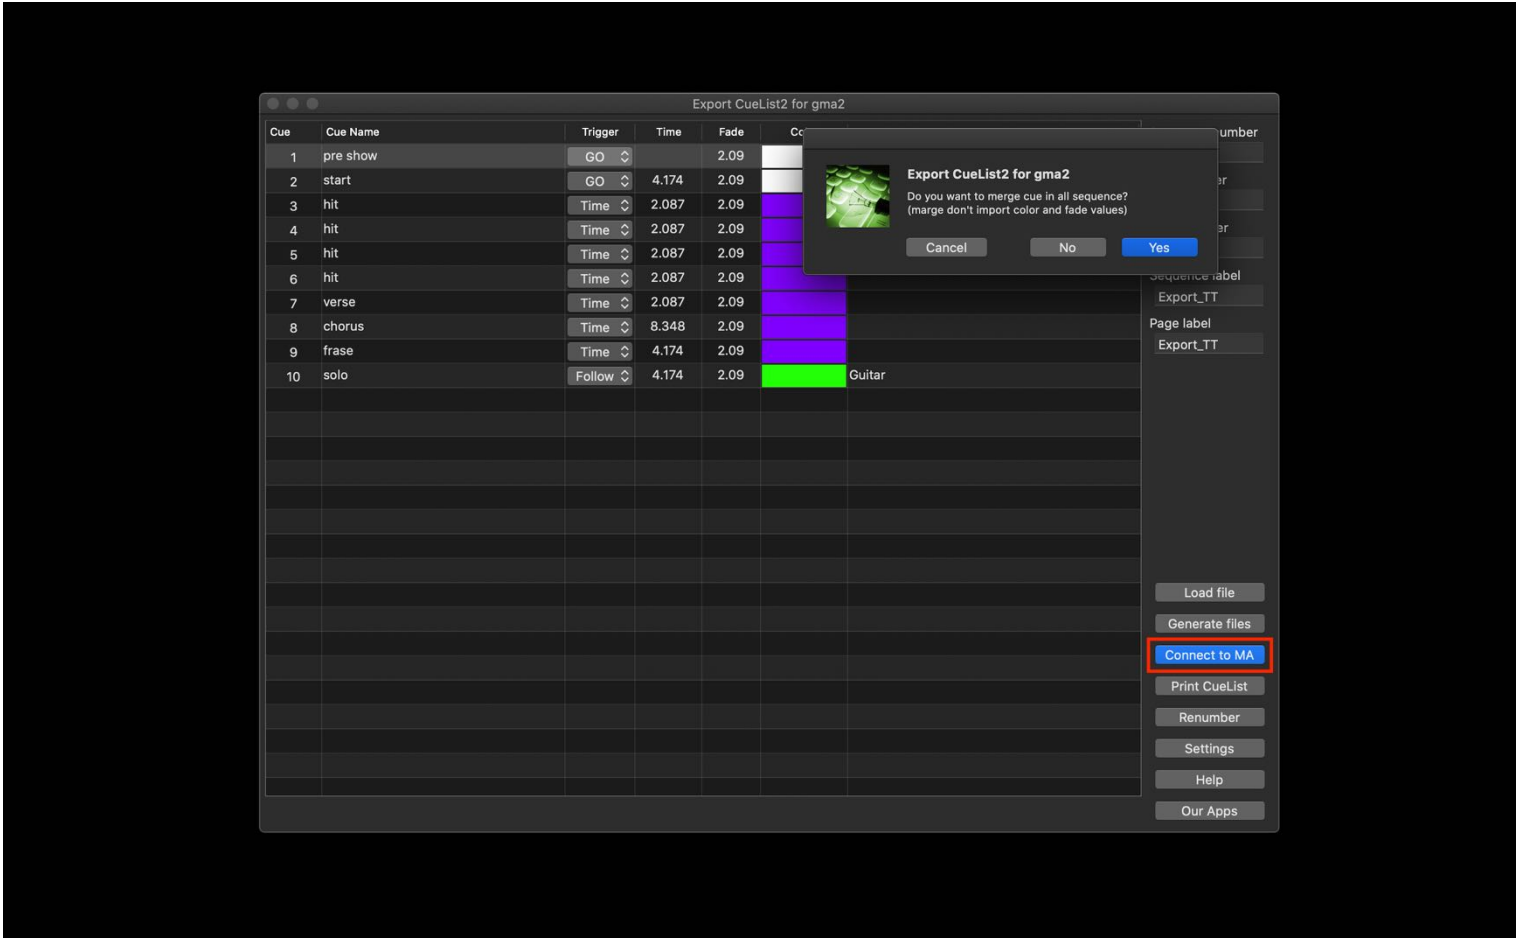 Export CueList2 for gma2
Cue Cue Name Trigger Time Fade Co umber
1 pre show GO 2.09
2 start GO 4.174 2.09
3 hit Time 2.087 2.09
4 hit Time 2.087 2.09
5 hit Time 2.087 2.09
6 hit Time 2.087 2.09
7 verse Time 2.087 2.09
8 chorus Time 8.348 2.09
9 frase Time 4.174 2.09
10 solo Follow 4.174 2.09 Guitar
Export CueList2 for gma2
Do you want to merge cue in all sequence?
(marge don't import color and fade values)
Cancel No Yes
er
er
Sequence label
Export_TT
Page label
Export_TT
Load file
Generate files
Connect to MA
Print CueList
Renumber
Settings
Help
Our Apps